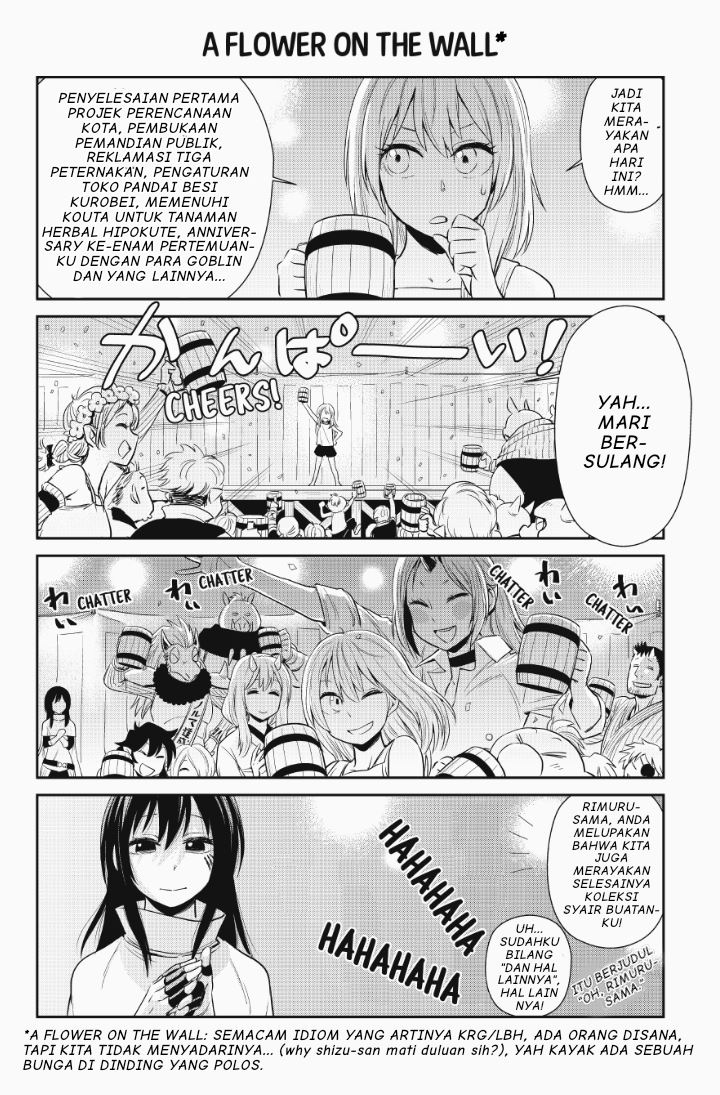 A FLOWER ON THE WALL*
JADI
KITA
MERA-
YAKAN
APA
HARI
INI?
HMM...
PENYELESAIAN PERTAMA
PROJEK PERENCANAAN
KOTA, PEMBUKAAN
PEMANDIAN PUBLIK,
REKLAMASI TIGA
PETERNAKAN, PENGATURAN
TOKO PANDAI BESI
KUROBEI, MEMENUHI
KOUTA UNTUK TANAMAN
HERBAL HIPOKUTE, ANNIVER-
SARY KE-ENAM PERTEMUAN-
KU DENGAN PARA GOBLIN
DAN YANG LAINNYA...
YAH...
MARI
BER-
SULANG!
かんぱーい!
CHEERS!
わい
CHATTER
わい
CHATTER
CHATTER
わい
CHATTER
わ~
RIMURU-
SAMA, ANDA
MELUPAKAN
BAHWA KITA
JUGA
MERAYAKAN
SELESAINYA
KOLEKSI
SYAIR BUATAN-
KU!
ITU BERJUDUL
"OH, RIMURU-
SAMA."
UH...
SUDAHKU
BILANG
"DAN HAL
LAINNYA",
HAL LAIN
NYA!
HAHAHAHA
HAHAHAHA
*A FLOWER ON THE WALL: SEMACAM IDIOM YANG ARTINYA KRG/LBH, ADA ORANG DISANA,
TAPI KITA TIDAK MENYADARINYA... (why shizu-san mati duluan sih?), YAH KAYAK ADA SEBUAH
BUNGA DI DINDING YANG POLOS.